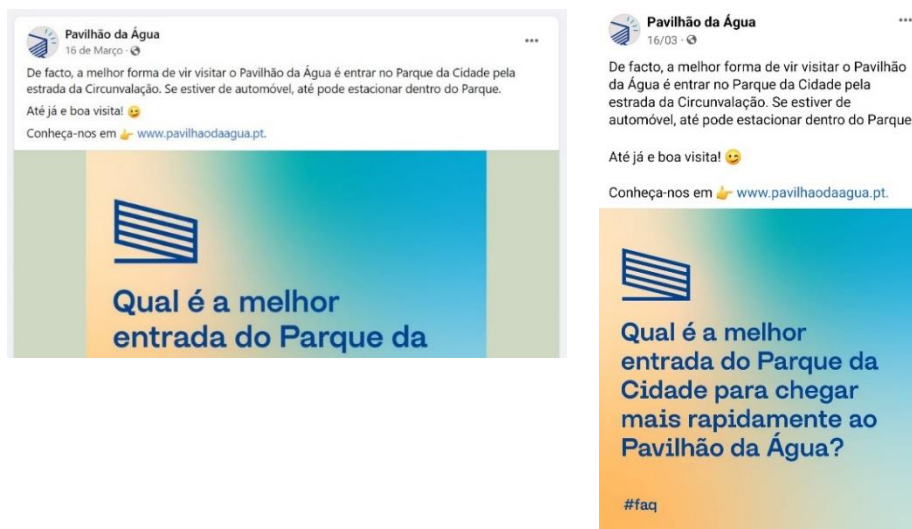 Pavilhão da Água
16 de Março ·
De facto, a melhor forma de vir visitar o Pavilhão da Água é entrar no Parque da Cidade pela
estrada da Circunvalação. Se estiver de automóvel, até pode estacionar dentro do Parque.
Até já e boa visita! 😉
Conheça-nos em 👉 www.pavilhaodaagua.pt.
Qual é a melhor
entrada do Parque da
Pavilhão da Água
16/03 ·
De facto, a melhor forma de vir visitar o Pavilhão
da Água é entrar no Parque da Cidade pela
estrada da Circunvalação. Se estiver de
automóvel, até pode estacionar dentro do Parque
Até já e boa visita! 😉
Conheça-nos em 👉 www.pavilhaodaagua.pt.
Qual é a melhor
entrada do Parque da
Cidade para chegar
mais rapidamente ao
Pavilhão da Água?
#faq